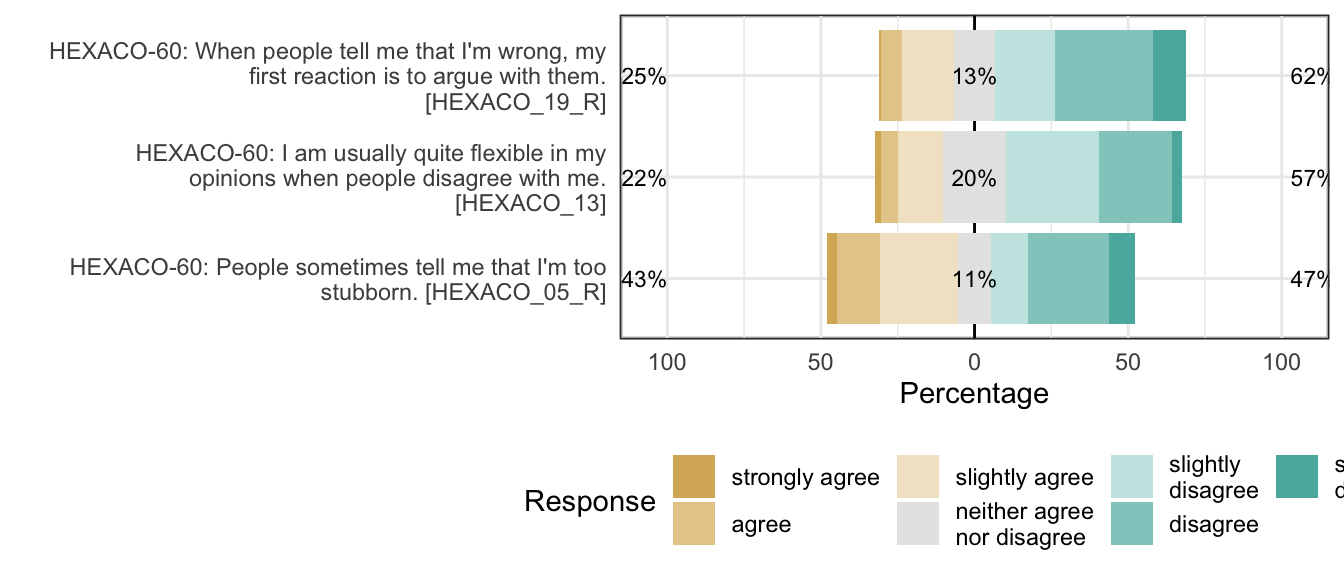 HEXACO-60: When people tell me that I'm wrong, my
first reaction is to argue with them.
[HEXACO_19_R]
25%
13%
62%
HEXACO-60: I am usually quite flexible in my
opinions when people disagree with me.
[HEXACO_13]
22%
20%
57%
HEXACO-60: People sometimes tell me that I'm too
stubborn. [HEXACO_05_R]
43%
11%
47%
100 50 0 50 100
Percentage
Response
strongly agree
agree
slightly agree
neither agree
nor disagree
slightly
disagree
disagree